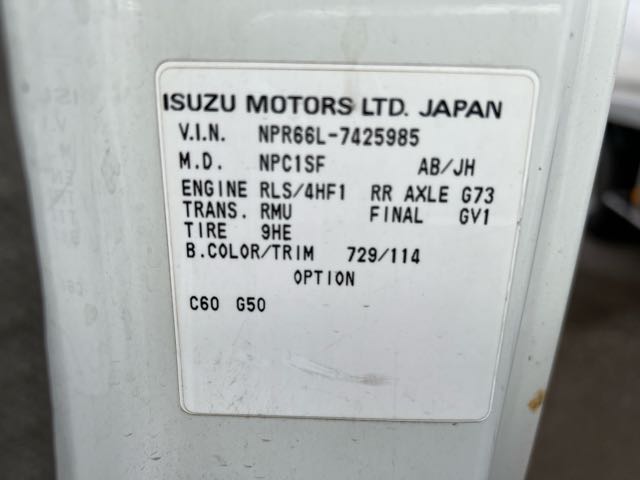 ISUZU MOTORS LTD. JAPAN
V.I.N. NPR66L-7425985
M.D. NPC1SF AB/JH
ENGINE RLS/4HF1 RR AXLE G73
TRANS. RMU FINAL GV1
TIRE 9HE
B.COLOR/TRIM 729/114
OPTION
C60 G50